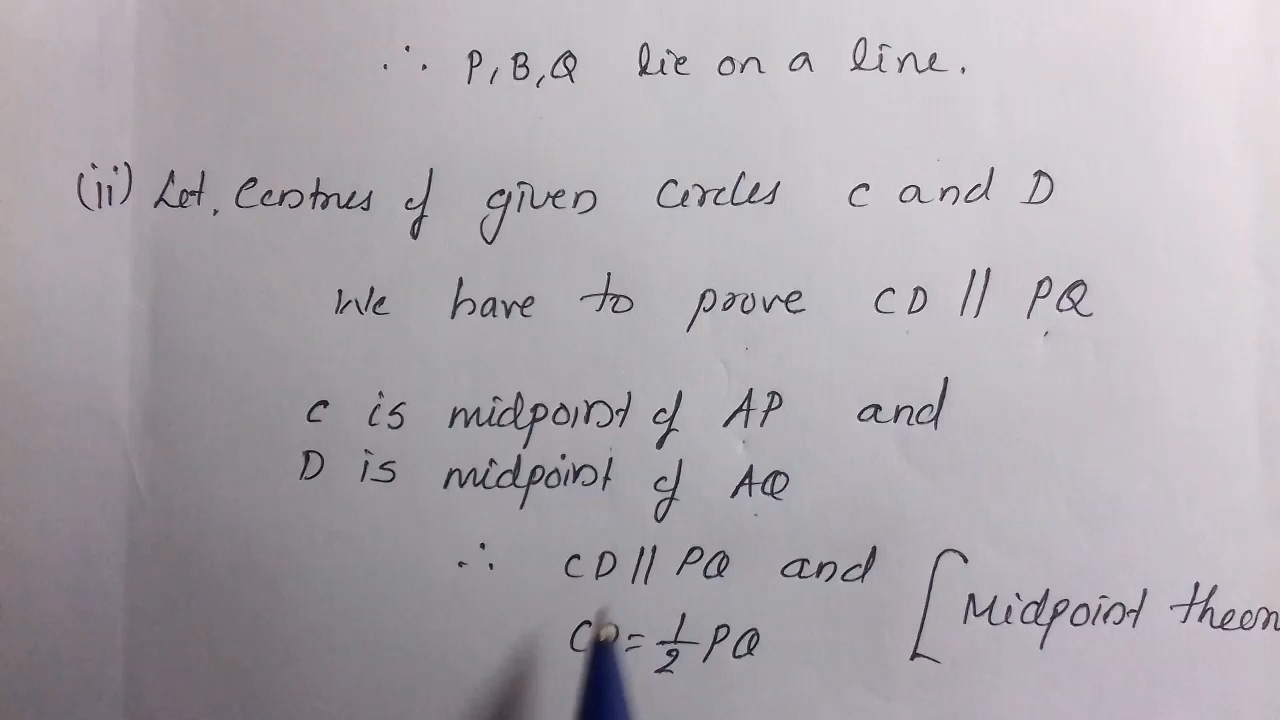 ∴ P, B, Q lie on a line.
(ii) Let, Centres of given circles C and D
We have to prove CD || PQ
C is midpoint of AP and
D is midpoint of AQ
∴ CD || PQ and
CD = 1/2 PQ [Midpoint theor